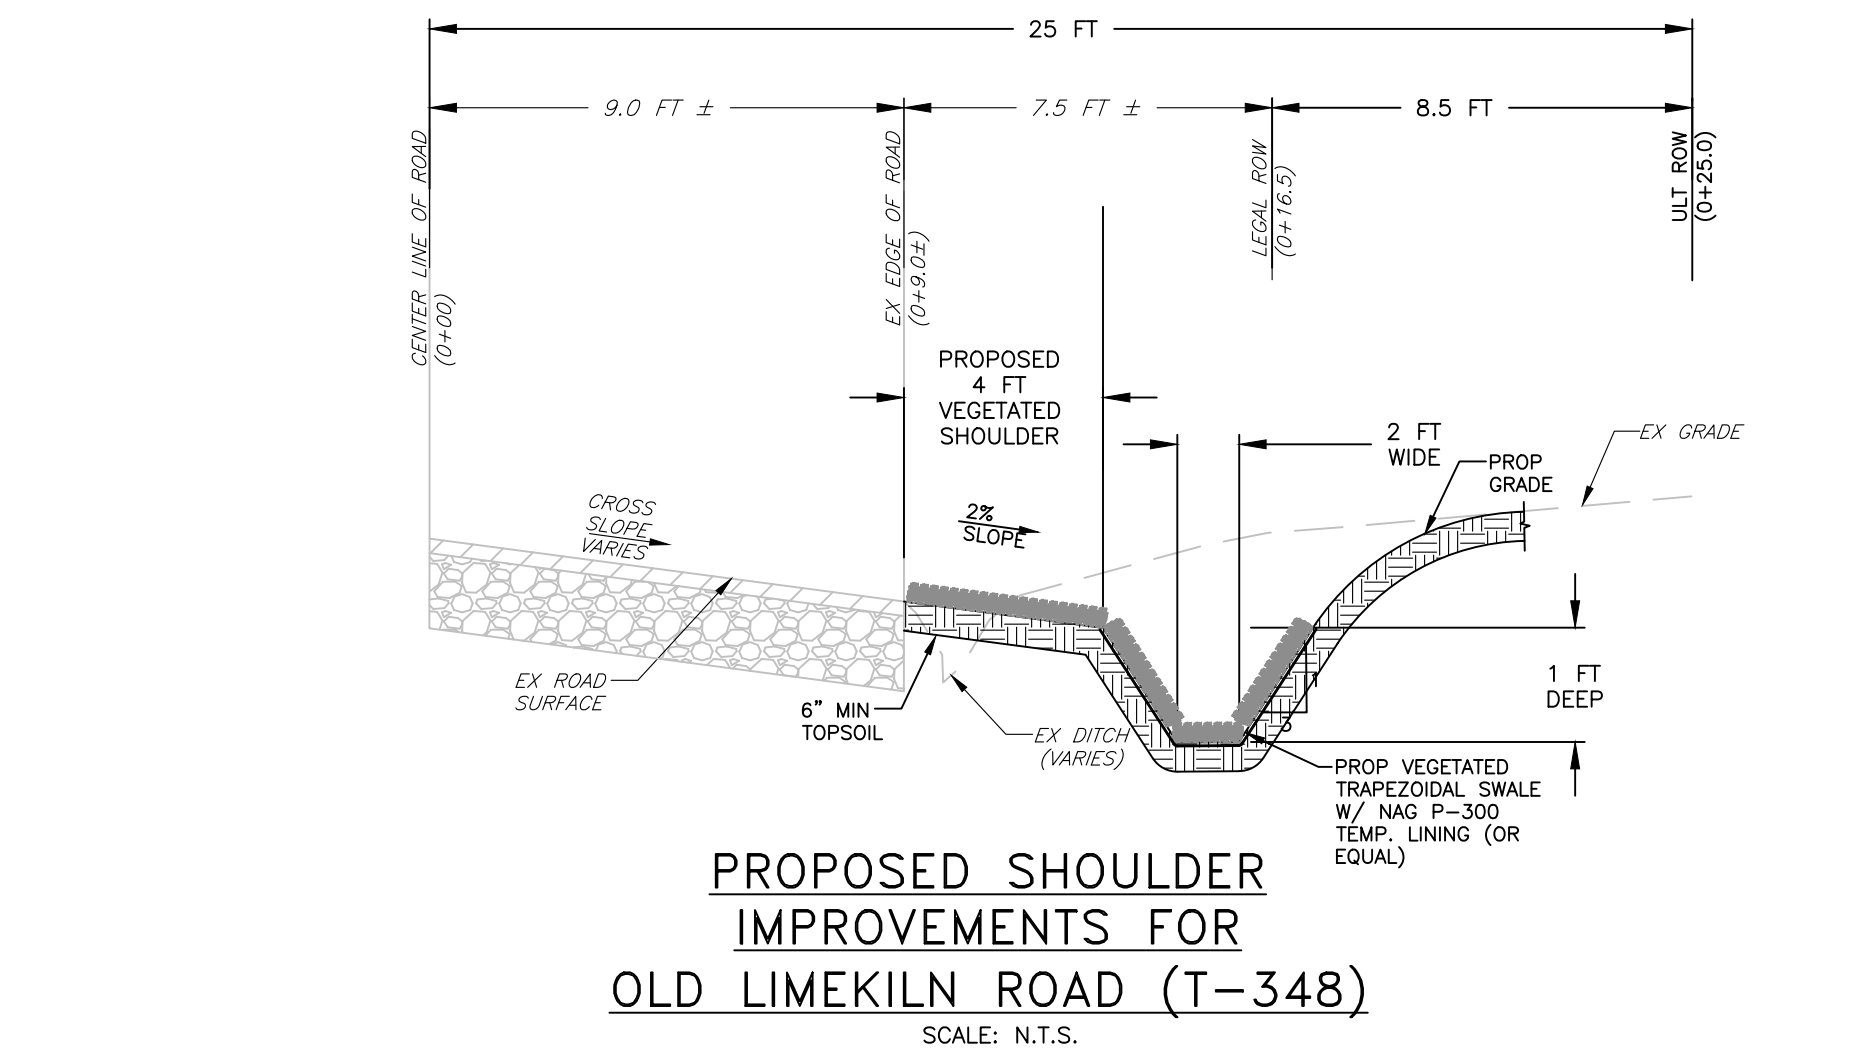 25 FT
9.0 FT ±
7.5 FT ±
8.5 FT
CENTER LINE OF ROAD
(0+00)
EX EDGE OF ROAD
(0+9.0±)
LEGAL ROW
(0+16.5)
ULT ROW
(0+25.0)
PROPOSED
4 FT
VEGETATED
SHOULDER
2 FT
WIDE
EX GRADE
PROP
GRADE
CROSS
SLOPE
VARIES
2%
SLOPE
EX ROAD
SURFACE
6" MIN
TOPSOIL
EX DITCH
(VARIES)
1
3
1 FT
DEEP
PROP VEGETATED
TRAPEZOIDAL SWALE
W/ NAG P-300
TEMP. LINING (OR
EQUAL)
PROPOSED SHOULDER
IMPROVEMENTS FOR
OLD LIMEKILN ROAD (T-348)
SCALE: N.T.S.